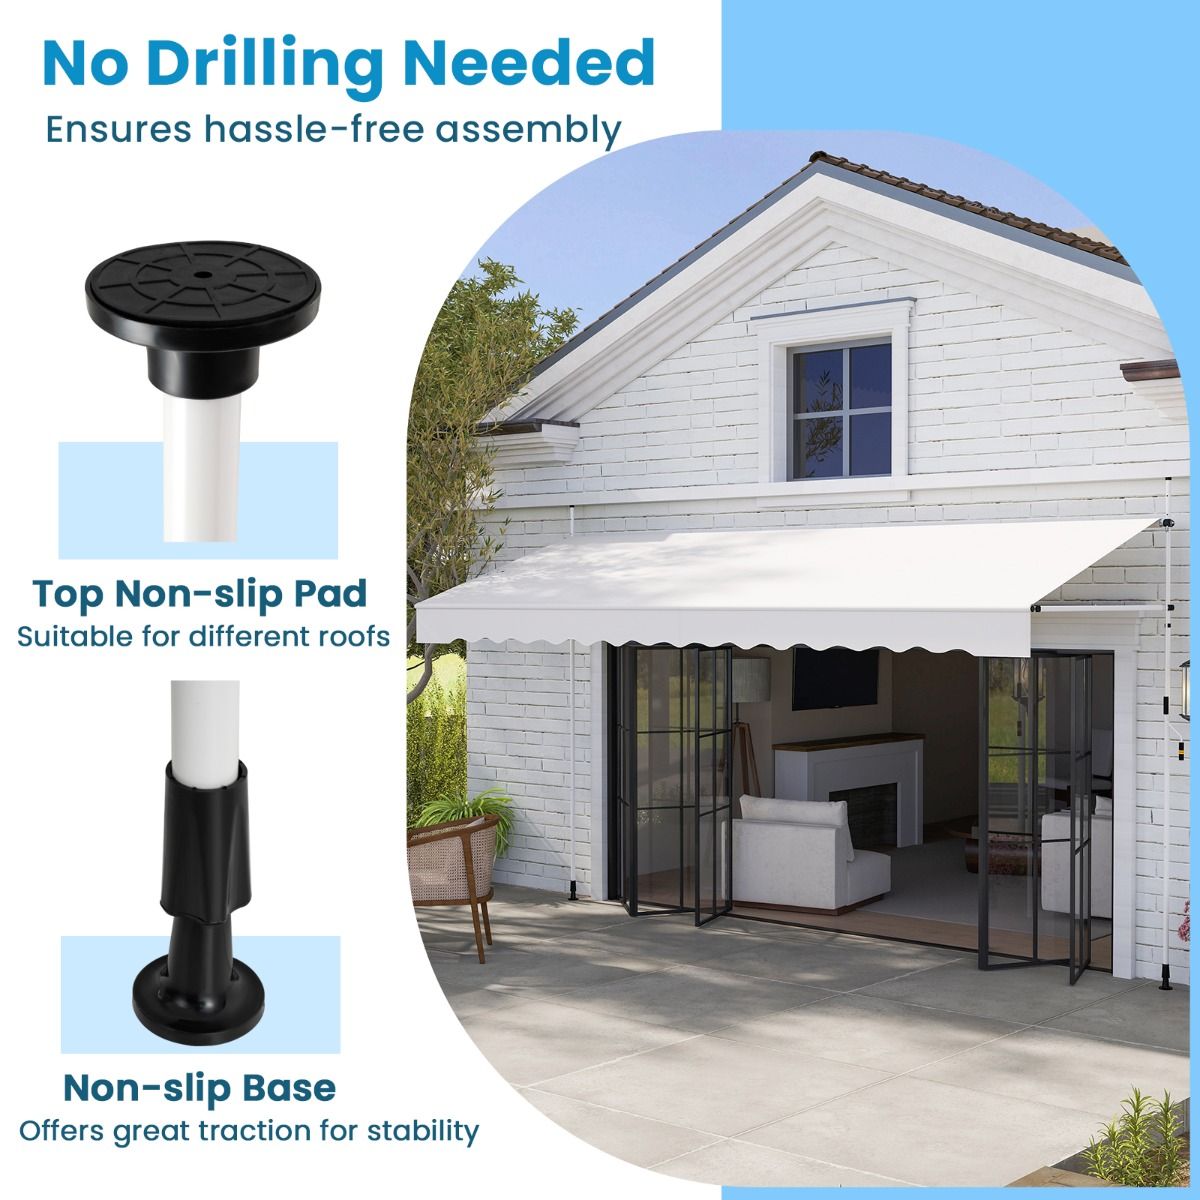 No Drilling Needed
Ensures hassle-free assembly
Top Non-slip Pad
Suitable for different roofs
Non-slip Base
Offers great traction for stability